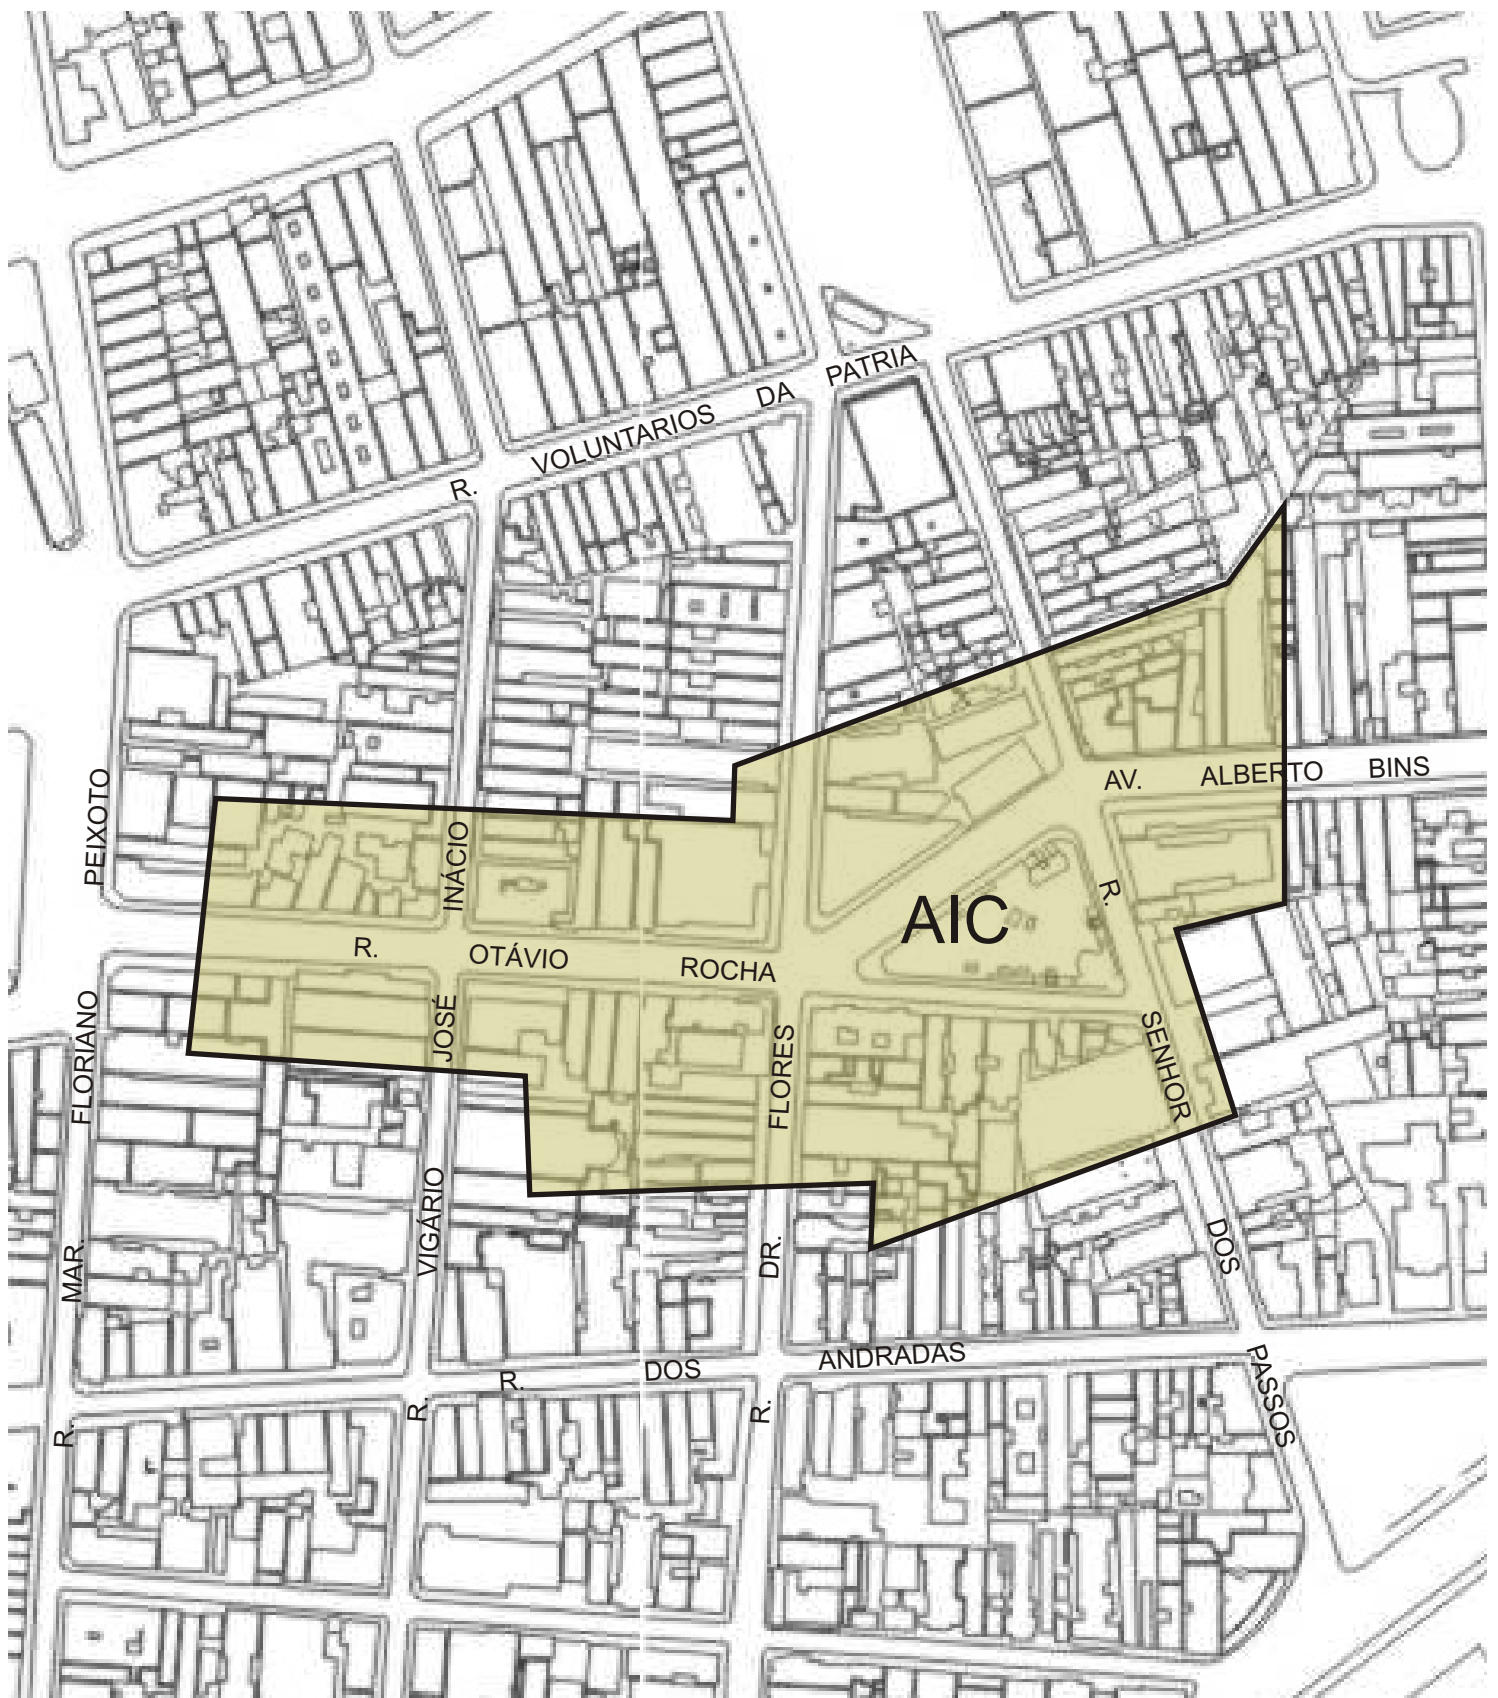 R. VOLUNTARIOS DA PATRIA
AV. ALBERTO BINS
R. OTÁVIO ROCHA
AIC
R. MAR. FLORIANO PEIXOTO
R. VIGÁRIO JOSÉ INÁCIO
R. DR. FLORES
R. SENHOR DOS PASSOS
R. DOS ANDRADAS